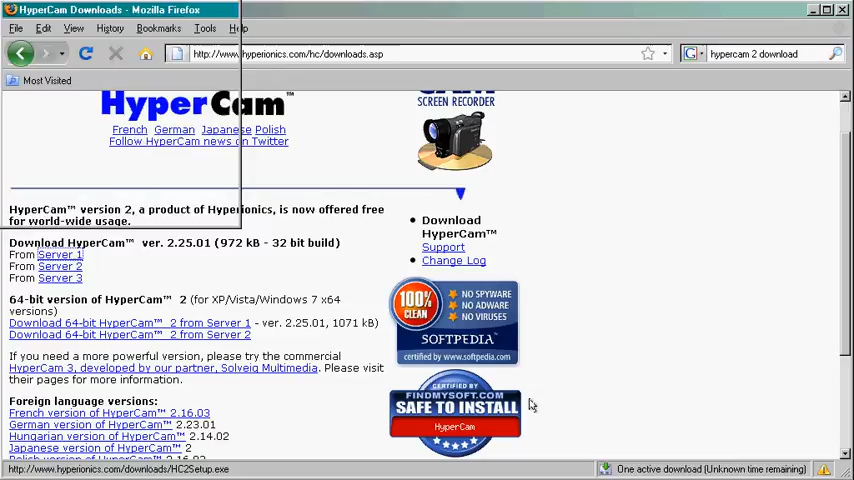 HyperCam Downloads - Mozilla Firefox
File Edit View History Bookmarks Tools Help
http://www.hyperionics.com/hc/downloads.asp
hypercam 2 download
Most Visited
HyperCam™
French German Japanese Polish
Follow HyperCam news on Twitter
CAM
SCREEN RECORDER
HyperCam™ version 2, a product of Hyperionics, is now offered free
for world-wide usage.
Download HyperCam™ ver. 2.25.01 (972 kB - 32 bit build)
From Server 1
From Server 2
From Server 3
64-bit version of HyperCam™ 2 (for XP/Vista/Windows 7 x64
versions)
Download 64-bit HyperCam™ 2 from Server 1 - ver. 2.25.01, 1071 kB)
Download 64-bit HyperCam™ 2 from Server 2
If you need a more powerful version, please try the commercial
HyperCam 3, developed by our partner, Solveig Multimedia. Please visit
their pages for more information.
Foreign language versions:
French version of HyperCam™ 2.16.03
German version of HyperCam™ 2.23.01
Hungarian version of HyperCam™ 2.14.02
Japanese version of HyperCam™ 2
Polish version of HyperCam™ 2.16.02
Download
HyperCam™
Support
Change Log
100%
CLEAN
NO SPYWARE
NO ADWARE
NO VIRUSES
SOFTPEDIA™
certified by www.softpedia.com
CERTIFIED BY
FINDMYSOFT.COM
SAFE TO INSTALL
HyperCam
http://www.hyperionics.com/downloads/HC2Setup.exe
One active download (Unknown time remaining)